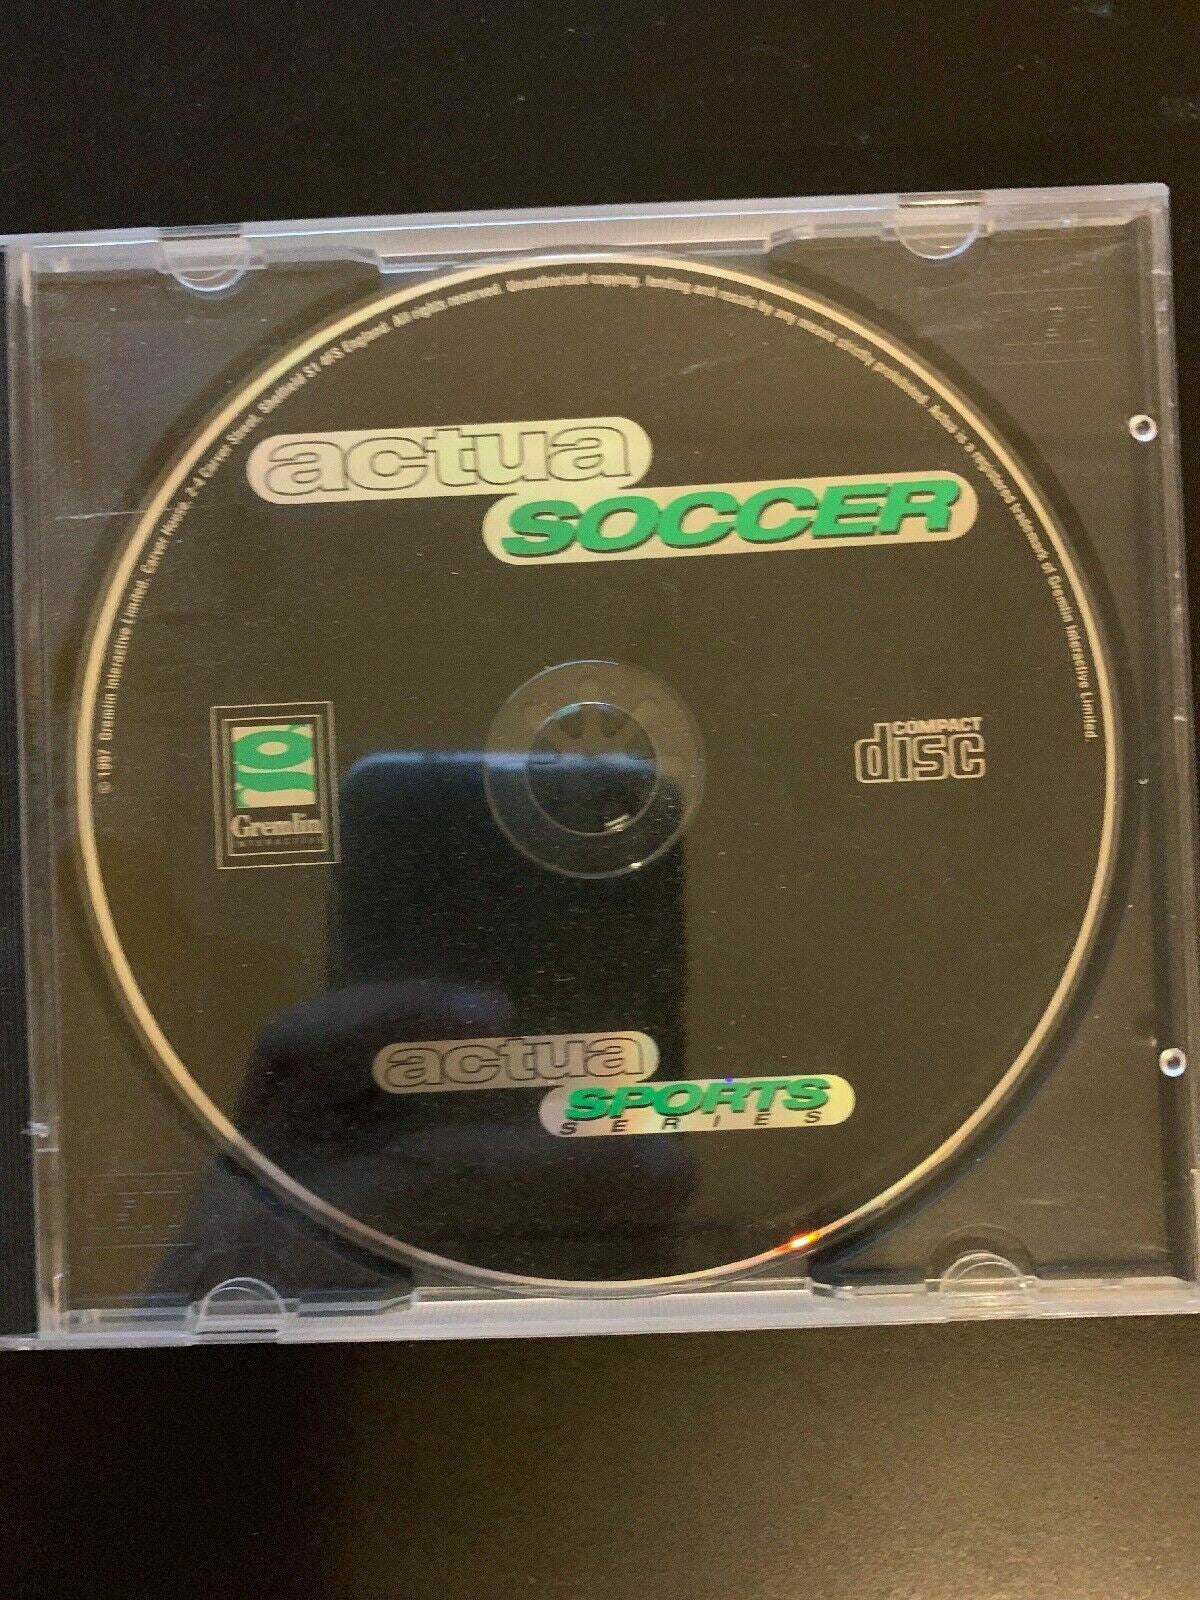 © 1997 Gremlin Interactive Limited. Carver House, 2-4 Carver Street, Sheffield S1 4FS England. All rights reserved. Unauthorised copying, lending and resale by any means strictly prohibited. Actua is a registered trademark of Gremlin Interactive Limited.
actua
SOCCER
COMPACT
disc
Gremlin
INTERACTIVE
actua
SPORTS
SERIES